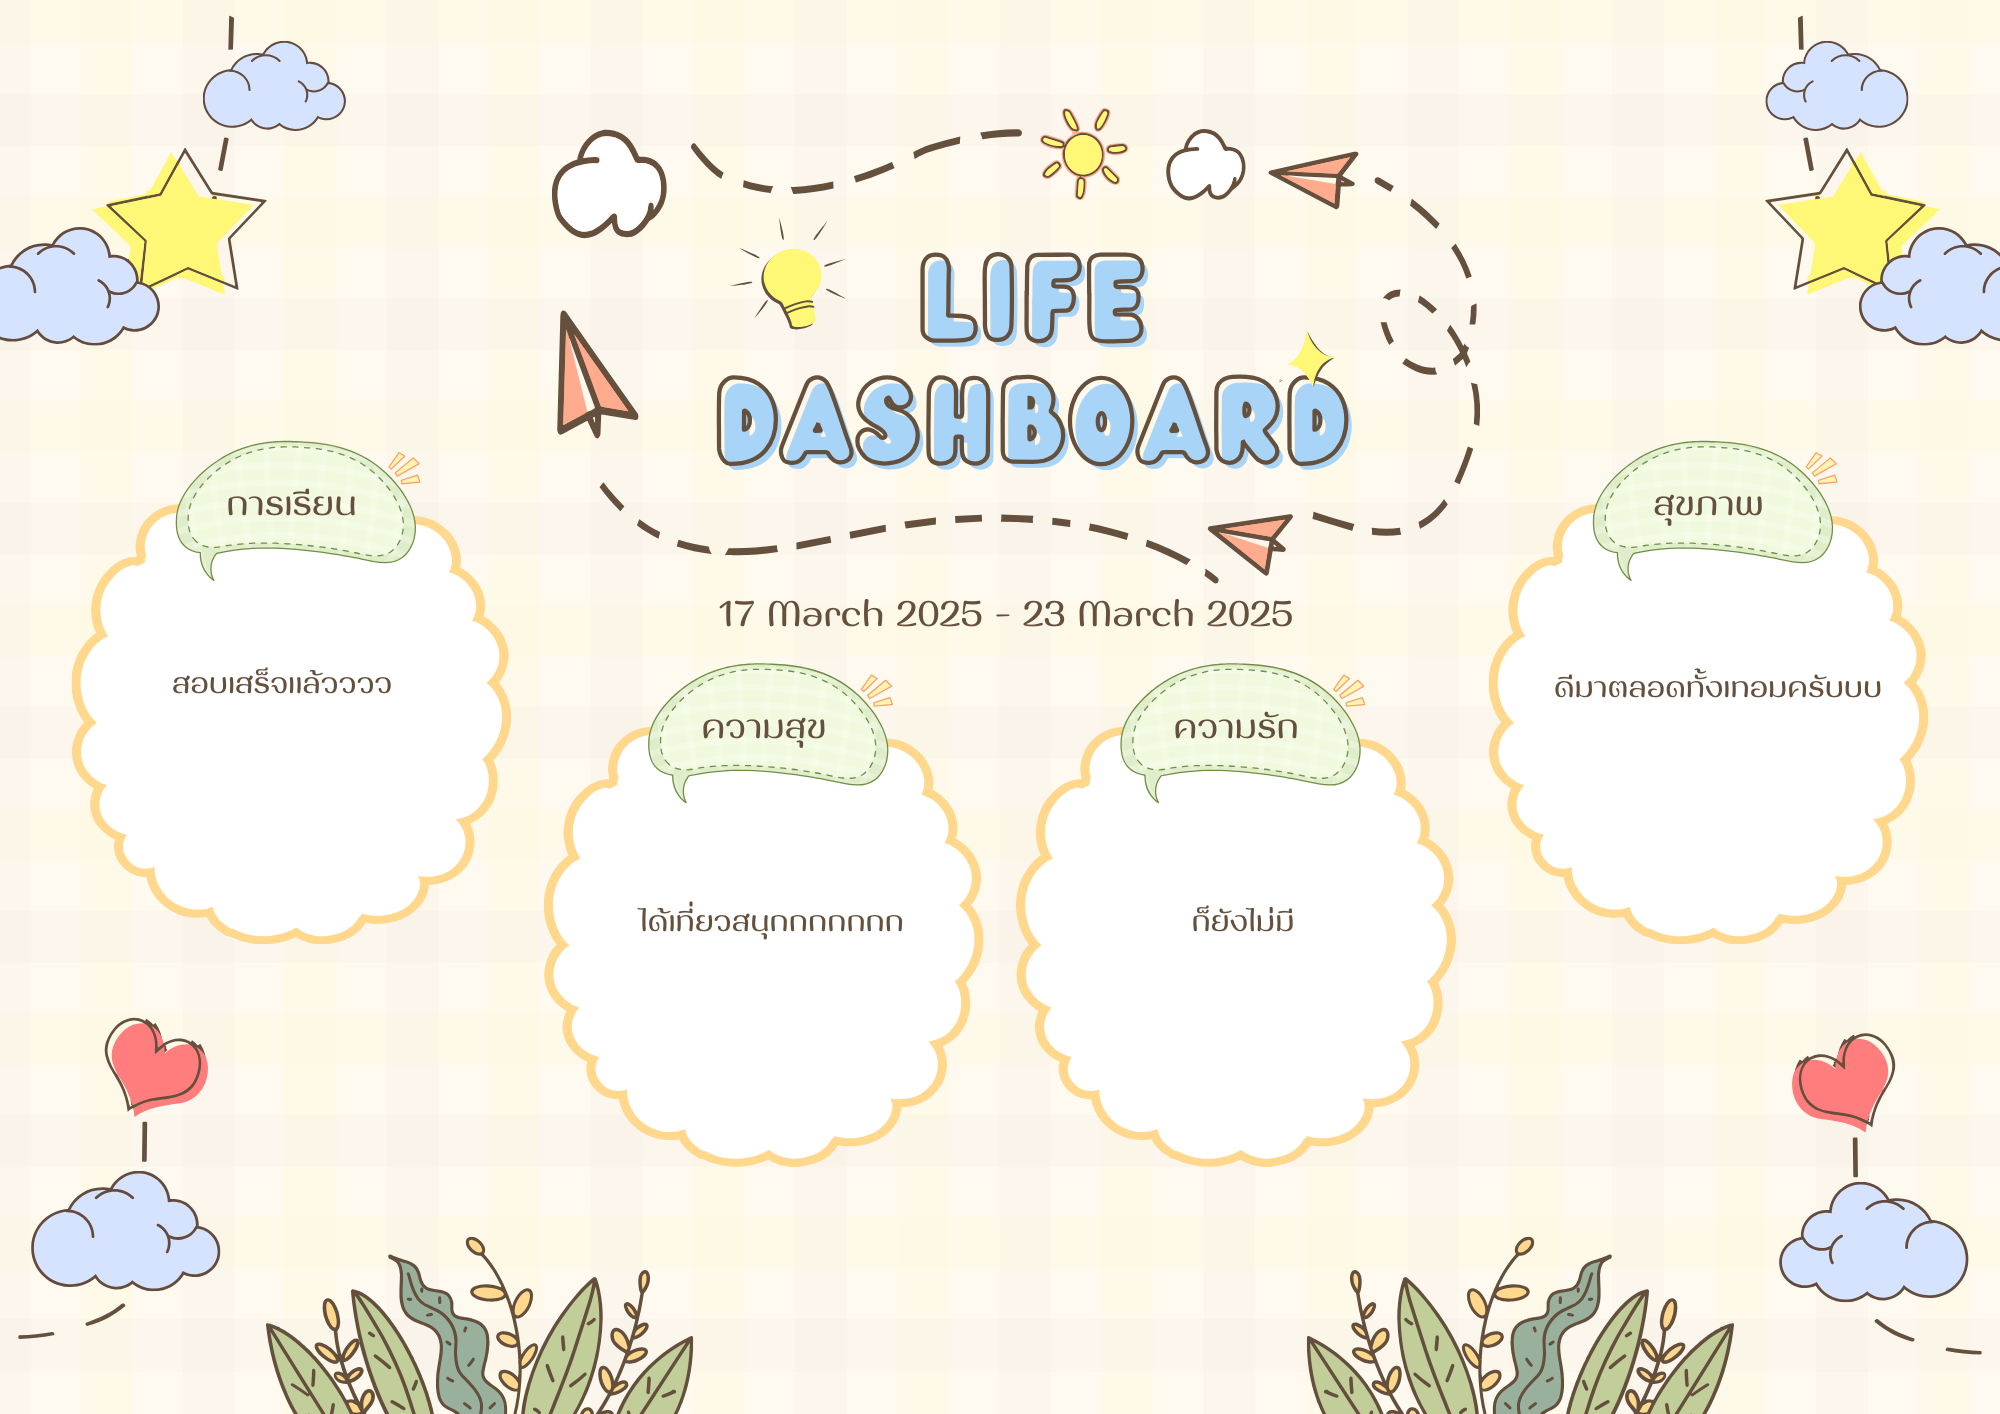 LIFE
DASHBOARD
17 March 2025 - 23 March 2025
การเรียน
สอบเสร็จแล้วววว
ความสุข
ได้เที่ยวสนุกกกกกกก
ความรัก
ก็ยังไม่มี
สุขภาพ
ดีมาตลอดทั้งเทอมครับบบ